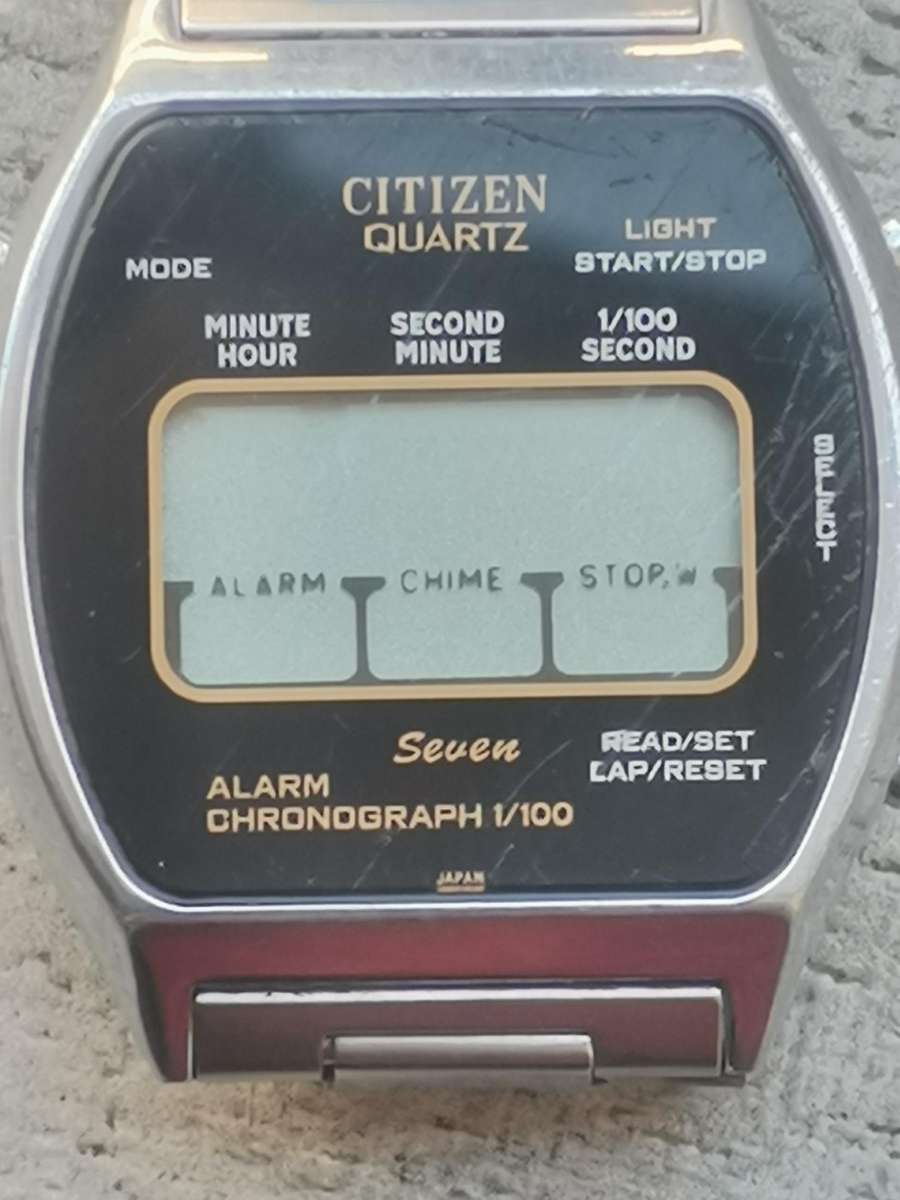 CITIZEN
QUARTZ
LIGHT
MODE
START/STOP
MINUTE
HOUR
SECOND
MINUTE
1/100
SECOND
SELECT
ALARM CHIME STOP.W
Seven
READ/SET
LAP/RESET
ALARM
CHRONOGRAPH 1/100
JAPAN